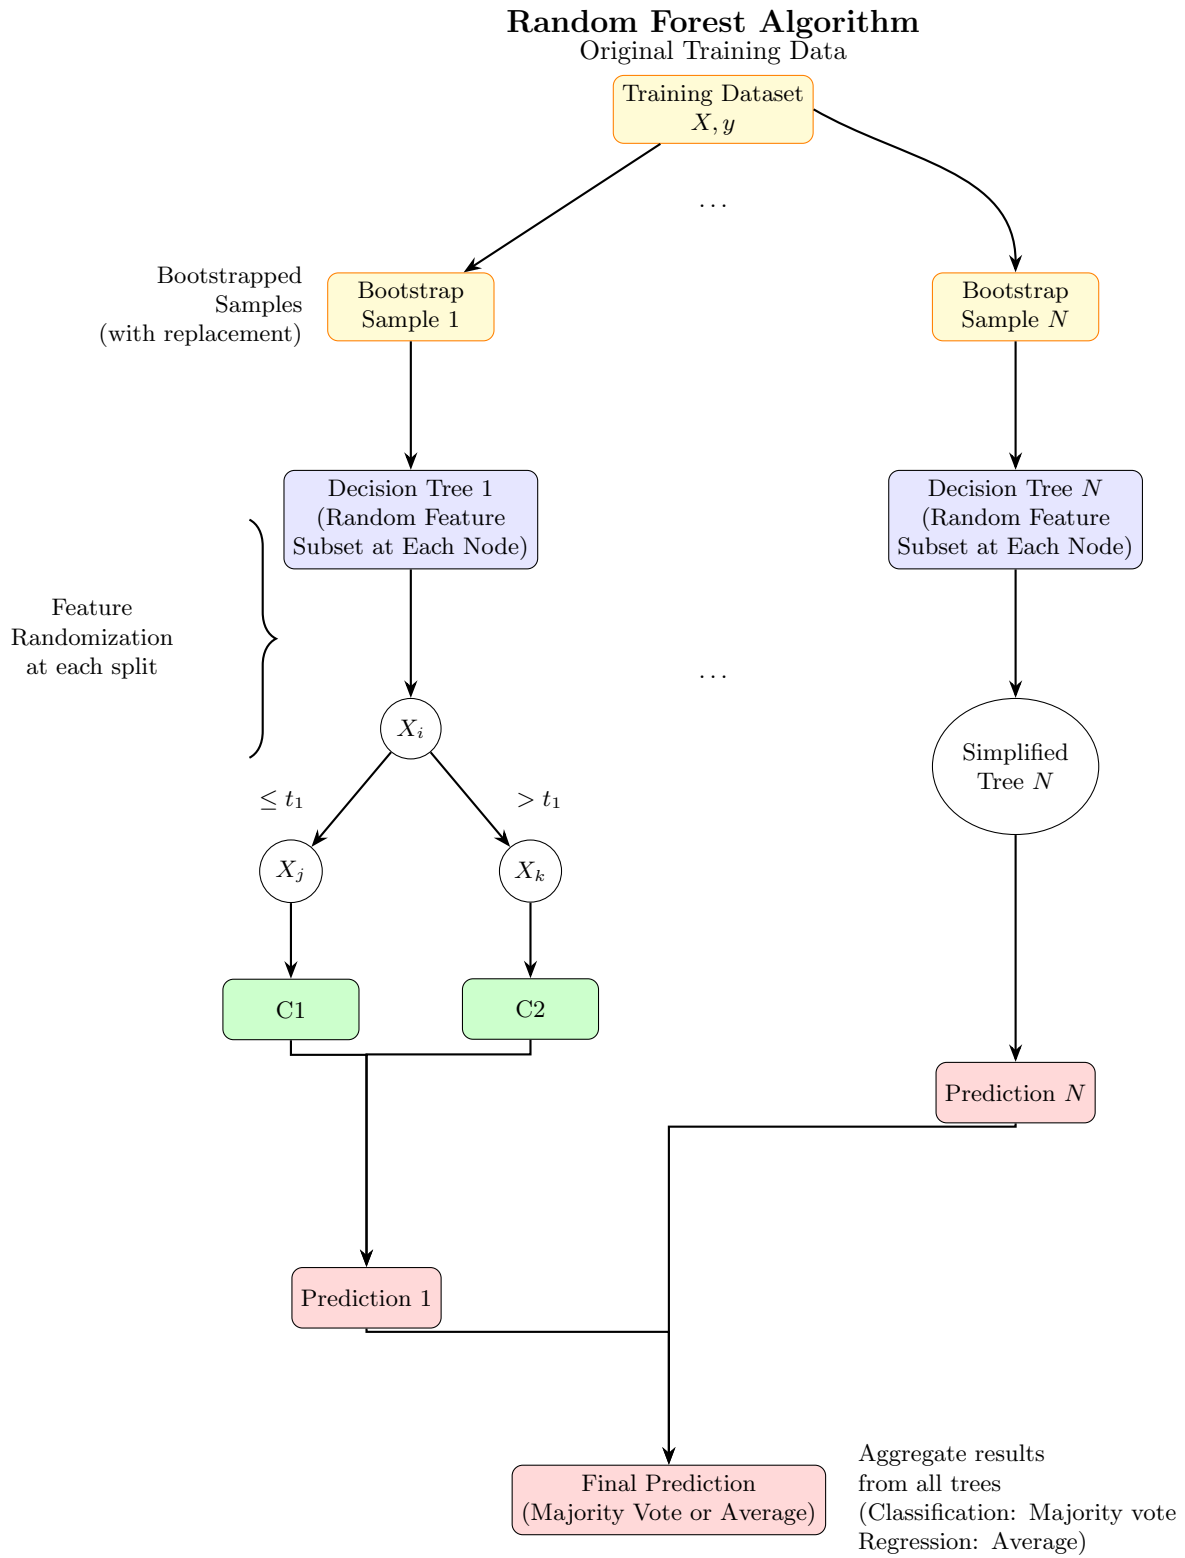 Random Forest Algorithm
Original Training Data
Training Dataset
X, y
. . .
Bootstrapped
Samples
(with replacement)
Bootstrap
Sample 1
Bootstrap
Sample N
Decision Tree 1
(Random Feature
Subset at Each Node)
Decision Tree N
(Random Feature
Subset at Each Node)
Feature
Randomization
at each split
. . .
X_i
Simplified
Tree N
≤ t_1
> t_1
X_j
X_k
C1
C2
Prediction N
Prediction 1
Final Prediction
(Majority Vote or Average)
Aggregate results
from all trees
(Classification: Majority vote
Regression: Average)